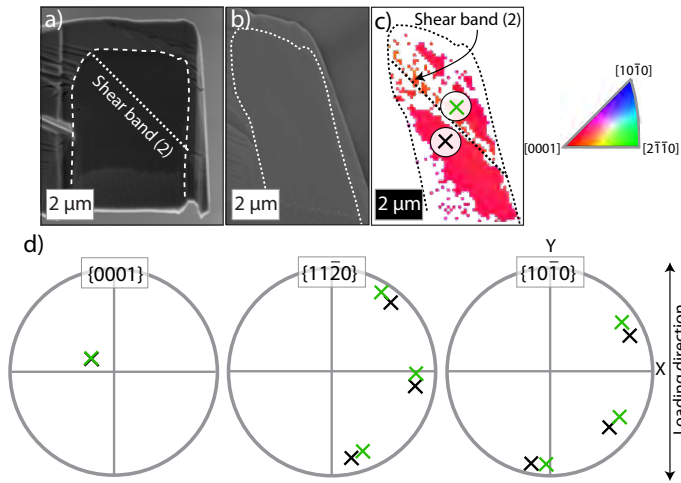 a)
b)
c)
Shear band (2)
Shear band (2)
[101̄0]
[0001]
[21̄1̄0]
2 µm
2 µm
2 µm
d)
Y
{0001}
{112̄0}
{101̄0}
X
Loading direction